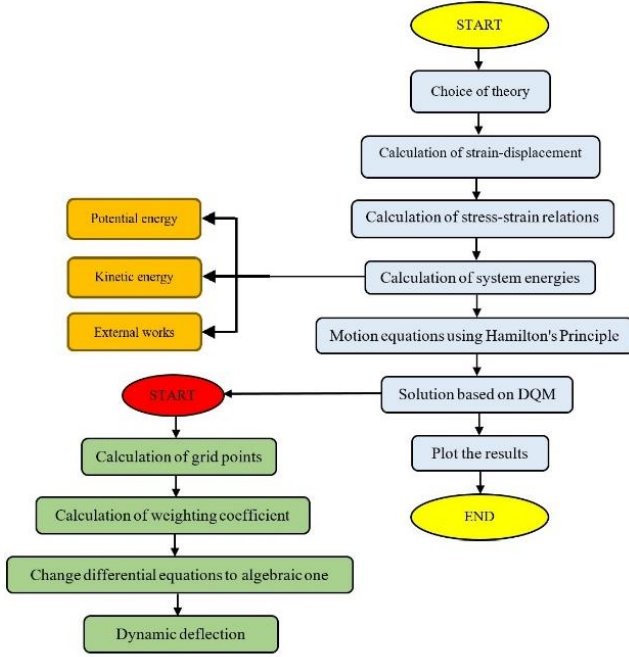 START
Choice of theory
Calculation of strain-displacement
Calculation of stress-strain relations
Potential energy
Kinetic energy
Calculation of system energies
External works
Motion equations using Hamilton's Principle
START
Solution based on DQM
Calculation of grid points
Plot the results
Calculation of weighting coefficient
END
Change differential equations to algebraic one
Dynamic deflection